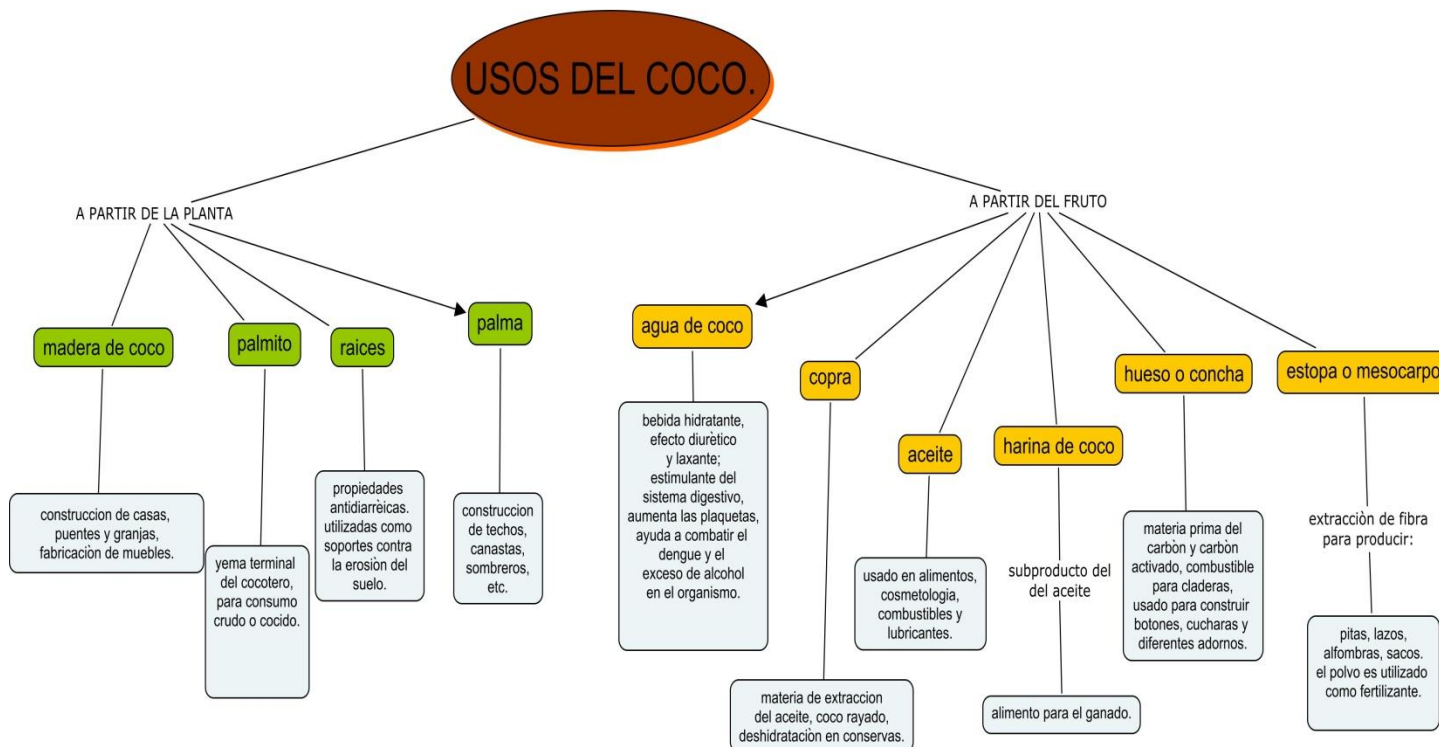 USOS DEL COCO.
A PARTIR DE LA PLANTA
A PARTIR DEL FRUTO
madera de coco
palmito
raices
palma
agua de coco
copra
aceite
harina de coco
hueso o concha
estopa o mesocarpo
construccion de casas,
puentes y granjas,
fabricaciòn de muebles.
yema terminal
del cocotero,
para consumo
crudo o cocido.
propiedades
antidiarrèicas.
utilizadas como
soportes contra
la erosiòn del
suelo.
construccion
de techos,
canastas,
sombreros,
etc.
bebida hidratante,
efecto diurètico
y laxante;
estimulante del
sistema digestivo,
aumenta las plaquetas,
ayuda a combatir el
dengue y el
exceso de alcohol
en el organismo.
materia de extraccion
del aceite, coco rayado,
deshidrataciòn en conservas.
usado en alimentos,
cosmetologia,
combustibles y
lubricantes.
subproducto del
del aceite
alimento para el ganado.
materia prima del
carbòn y carbòn
activado, combustible
para claderas,
usado para construir
botones, cucharas y
diferentes adornos.
extracciòn de fibra
para producir:
pitas, lazos,
alfombras, sacos.
el polvo es utilizado
como fertilizante.